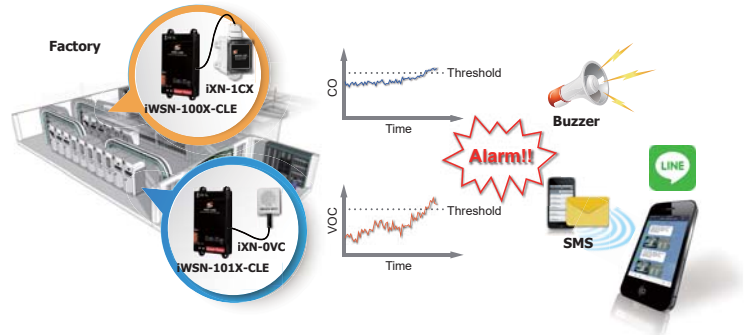 Factory
iXN-1CX
iWSN-100X-CLE
iXN-0VC
iWSN-101X-CLE
CO
Threshold
Time
VOC
Threshold
Time
Alarm!!
Buzzer
LINE
SMS